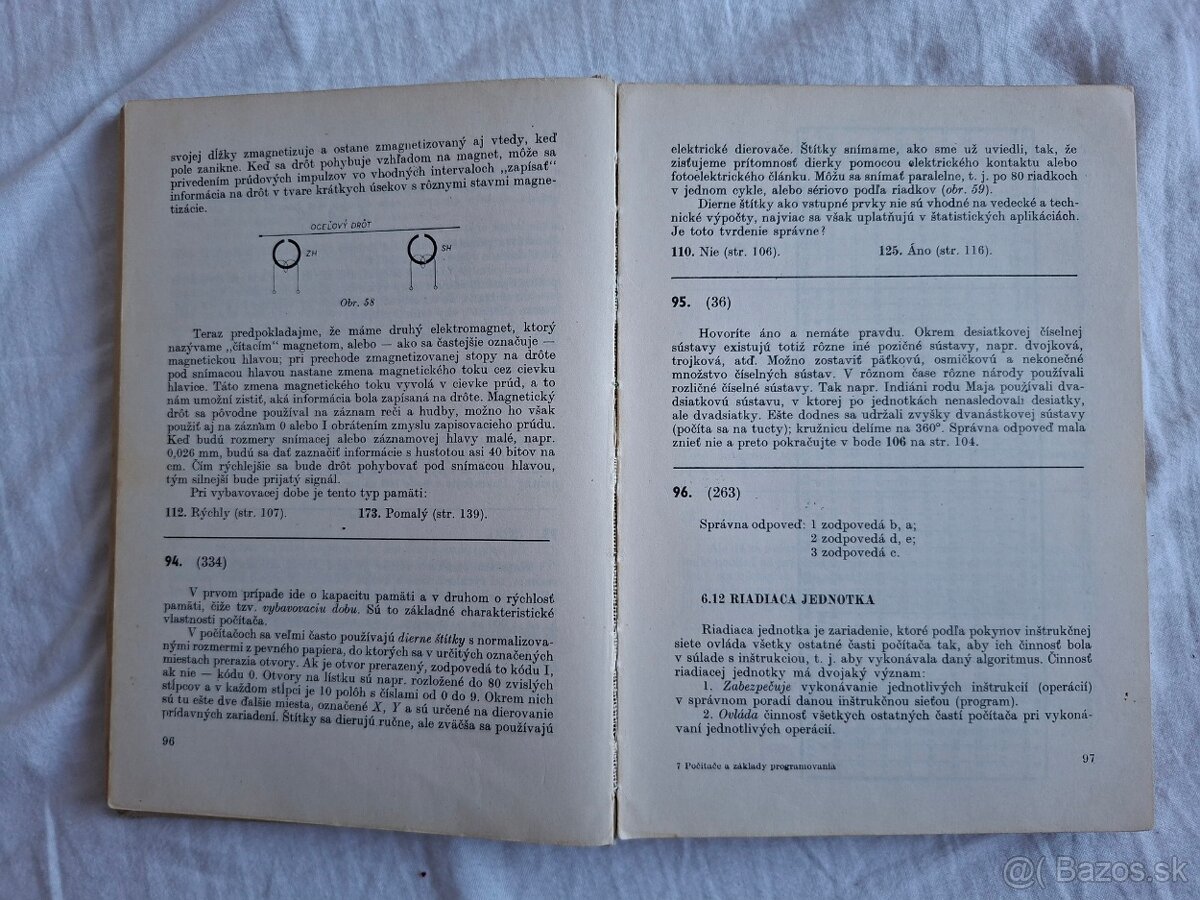 svojej dĺžky zmagnetizuje a ostane zmagnetizovaný aj vtedy, keď
pole zanikne. Keď sa drôt pohybuje vzhľadom na magnet, môže sa
privedením prúdových impulzov vo vhodných intervaloch „zapísať“
informácia na drôt v tvare krátkych úsekov s rôznymi stavmi magne-
tizácie.
OCEĽOVÝ DRÔT
ZH
SH
Obr. 58
Teraz predpokladajme, že máme druhý elektromagnet, ktorý
nazývame „čítacím“ magnetom, alebo — ako sa častejšie označuje —
magnetickou hlavou; pri prechode zmagnetizovanej stopy na drôte
pod snímacou hlavou nastane zmena magnetického toku cez cievku
hlavice. Táto zmena magnetického toku vyvolá v cievke prúd, a to
nám umožní zistiť, aká informácia bola zapísaná na drôte. Magnetický
drôt sa pôvodne používal na záznam reči a hudby, možno ho však
použiť aj na záznam 0 alebo I obrátením zmyslu zapisovacieho prúdu.
Keď budú rozmery snímacej alebo záznamovej hlavy malé, napr.
0,026 mm, budú sa dať zaznačiť informácie s hustotou asi 40 bitov na
cm. Čím rýchlejšie sa bude drôt pohybovať pod snímacou hlavou,
tým silnejší bude prijatý signál.
Pri vybavovacej dobe je tento typ pamäti:
112. Rýchly (str. 107). 173. Pomalý (str. 139).
94. (334)
V prvom prípade ide o kapacitu pamäti a v druhom o rýchlosť
pamäti, čiže tzv. vybavovaciu dobu. Sú to základné charakteristické
vlastnosti počítača.
V počítačoch sa veľmi často používajú dierne štítky s normalizova-
nými rozmermi z pevného papiera, do ktorých sa v určitých označených
miestach prerazia otvory. Ak je otvor prerazený, zodpovedá to kódu I,
ak nie — kódu 0. Otvory na lístku sú napr. rozložené do 80 zvislých
stĺpcov a v každom stĺpci je 10 polôh s číslami od 0 do 9. Okrem nich
sú tu ešte dve ďalšie miesta, označené X, Y a sú určené na dierovanie
prídavných zariadení. Štítky sa dierujú ručne, ale zväčša sa používajú
96
elektrické dierovače. Štítky snímame, ako sme už uviedli, tak, že
zisťujeme prítomnosť dierky pomocou elektrického kontaktu alebo
fotoelektrického článku. Môžu sa snímať paralelne, t. j. po 80 riadkoch
v jednom cykle, alebo sériovo podľa riadkov (obr. 59).
Dierne štítky ako vstupné prvky nie sú vhodné na vedecké a tech-
nické výpočty, najviac sa však uplatňujú v štatistických aplikáciách.
Je toto tvrdenie správne?
110. Nie (str. 106). 125. Áno (str. 116).
95. (36)
Hovoríte áno a nemáte pravdu. Okrem desiatkovej číselnej
sústavy existujú totiž rôzne iné pozičné sústavy, napr. dvojková,
trojková, atď. Možno zostaviť päťkovú, osmičkovú a nekonečné
množstvo číselných sústav. V rôznom čase rôzne národy používali
rozličné číselné sústavy. Tak napr. Indiáni rodu Maja používali dva-
dsiatkovú sústavu, v ktorej po jednotkách nenasledovali desiatky,
ale dvadsiatky. Ešte dodnes sa udržali zvyšky dvanástkovej sústavy
(počíta sa na tucty); kružnicu delíme na 360°. Správna odpoveď mala
znieť nie a preto pokračujte v bode 106 na str. 104.
96. (263)
Správna odpoveď: 1 zodpovedá b, a;
2 zodpovedá d, e;
3 zodpovedá c.
6.12 RIADIACA JEDNOTKA
Riadiaca jednotka je zariadenie, ktoré podľa pokynov inštrukčnej
siete ovláda všetky ostatné časti počítača tak, aby ich činnosť bola
v súlade s inštrukciou, t. j. aby vykonávala daný algoritmus. Činnosť
riadiacej jednotky má dvojaký význam:
1. Zabezpečuje vykonávanie jednotlivých inštrukcií (operácií)
v správnom poradí danou inštrukčnou sieťou (program).
2. Ovláda činnosť všetkých ostatných častí počítača pri vykoná-
vaní jednotlivých operácií.
7 Počítače a základy programovania
97
@( Bazos.sk